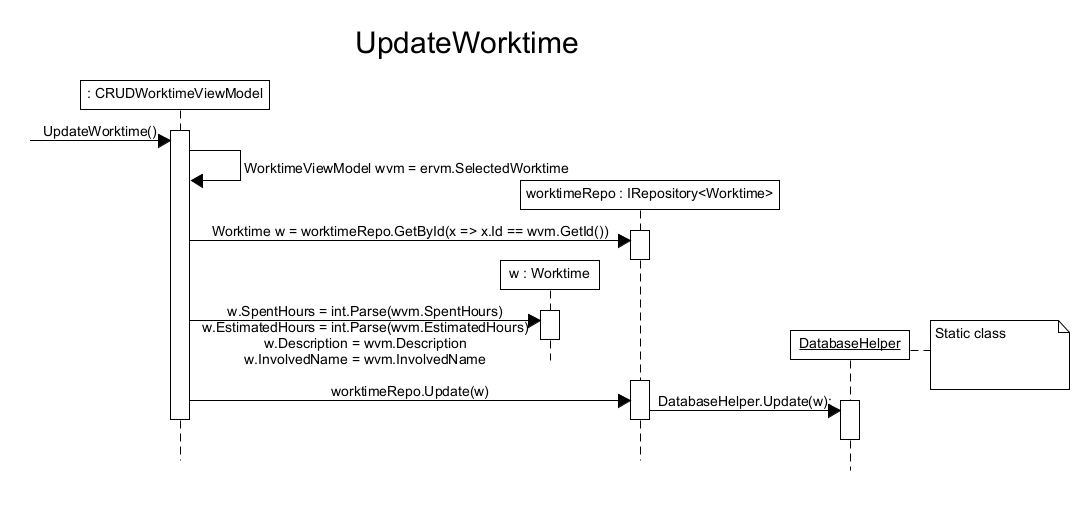 UpdateWorktime
: CRUDWorktimeViewModel
UpdateWorktime()
WorktimeViewModel wvm = ervm.SelectedWorktime
worktimeRepo : IRepository<Worktime>
Worktime w = worktimeRepo.GetById(x => x.Id == wvm.GetId())
w : Worktime
w.SpentHours = int.Parse(wvm.SpentHours)
w.EstimatedHours = int.Parse(wvm.EstimatedHours)
w.Description = wvm.Description
w.InvolvedName = wvm.InvolvedName
DatabaseHelper
Static class
worktimeRepo.Update(w)
DatabaseHelper.Update(w);